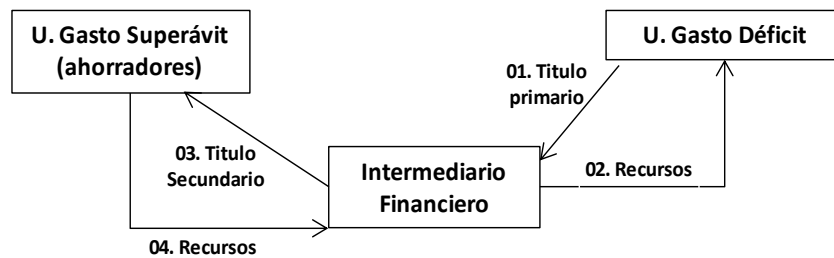 U. Gasto Superávit
(ahorradores)
U. Gasto Déficit
01. Titulo
primario
03. Titulo
Secundario
Intermediario
Financiero
02. Recursos
04. Recursos